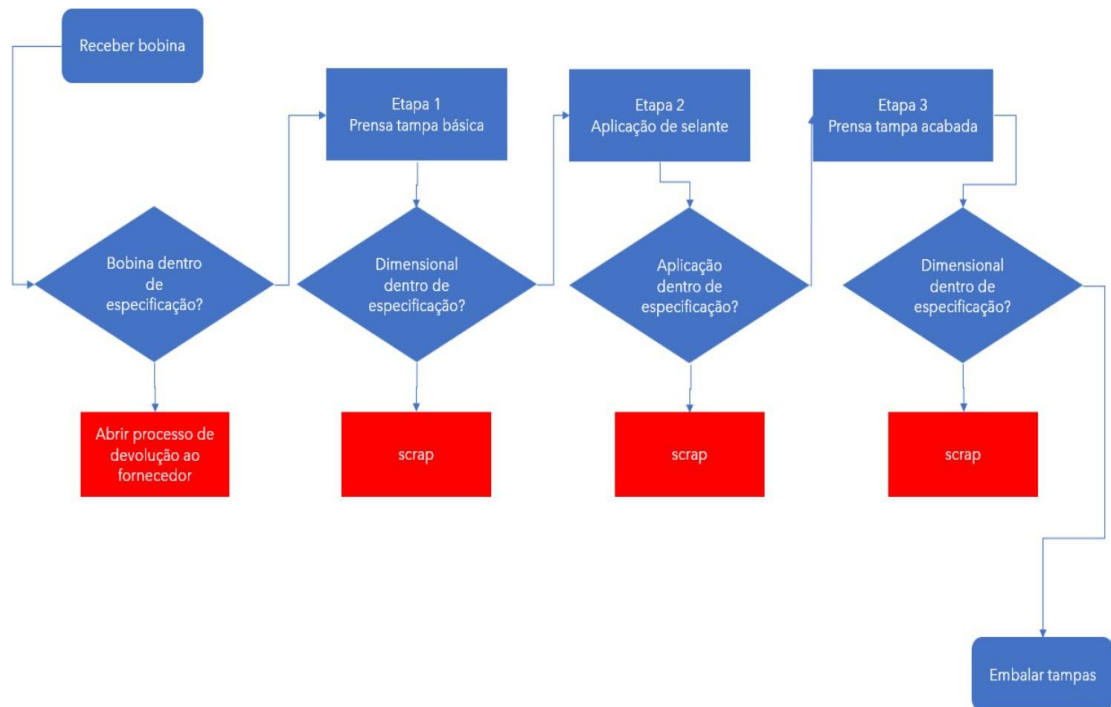 Receber bobina
Etapa 1
Prensa tampa básica
Etapa 2
Aplicação de selante
Etapa 3
Prensa tampa acabada
Bobina dentro
de
especificação?
Dimensional
dentro de
especificação?
Aplicação
dentro de
especificação?
Dimensional
dentro de
especificação?
Abrir processo de
devolução ao
fornecedor
scrap
scrap
scrap
Embalar tampas